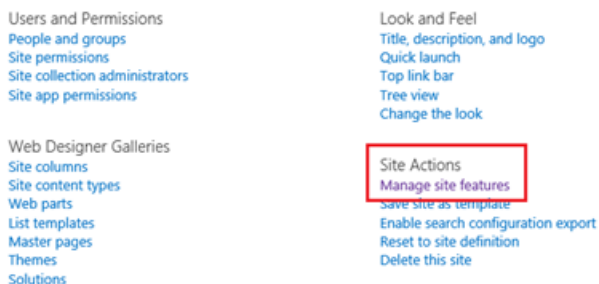 Users and Permissions
People and groups
Site permissions
Site collection administrators
Site app permissions
Look and Feel
Title, description, and logo
Quick launch
Top link bar
Tree view
Change the look
Web Designer Galleries
Site columns
Site content types
Web parts
List templates
Master pages
Themes
Solutions
Site Actions
Manage site features
Save site as template
Enable search configuration export
Reset to site definition
Delete this site